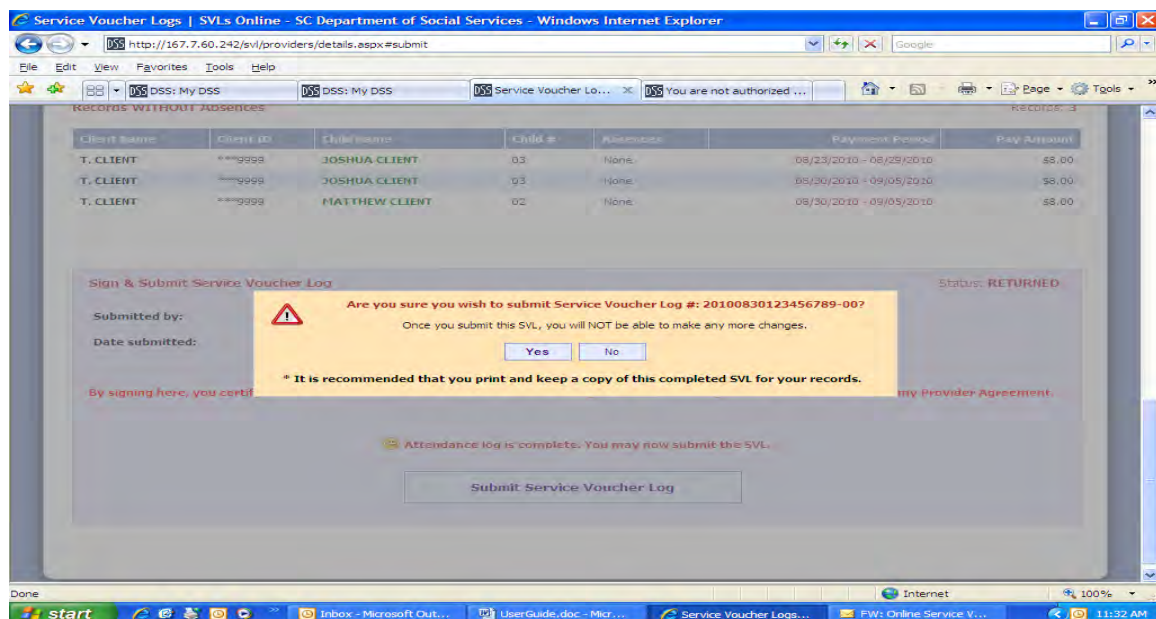 Service Voucher Logs | SVLs Online - SC Department of Social Services - Windows Internet Explorer
http://167.7.60.242/svl/providers/details.aspx#submit
Google
File Edit View Favorites Tools Help
DSS: My DSS
DSS: My DSS
Service Voucher Lo...
You are not authorized ...
Page
Tools
Records WITHOUT Absences
Records: 3
Client Name Client ID Child Name Child # Absences Payment Period Pay Amount
T. CLIENT ***9999 JOSHUA CLIENT 03 None 08/23/2010 - 08/29/2010 $8.00
T. CLIENT ***9999 JOSHUA CLIENT 03 None 08/30/2010 - 09/05/2010 $8.00
T. CLIENT ***9999 MATTHEW CLIENT 02 None 08/30/2010 - 09/05/2010 $8.00
Sign & Submit Service Voucher Log
Status: RETURNED
Submitted by:
Date submitted:
Are you sure you wish to submit Service Voucher Log #: 20100830123456789-00?
Once you submit this SVL, you will NOT be able to make any more changes.
Yes No
* It is recommended that you print and keep a copy of this completed SVL for your records.
By signing here, you certif
my Provider Agreement.
Attendance log is complete. You may now submit the SVL.
Submit Service Voucher Log
Done
Internet
100%
start
Inbox - Microsoft Out...
UserGuide.doc - Micr...
Service Voucher Logs...
FW: Online Service V...
11:32 AM